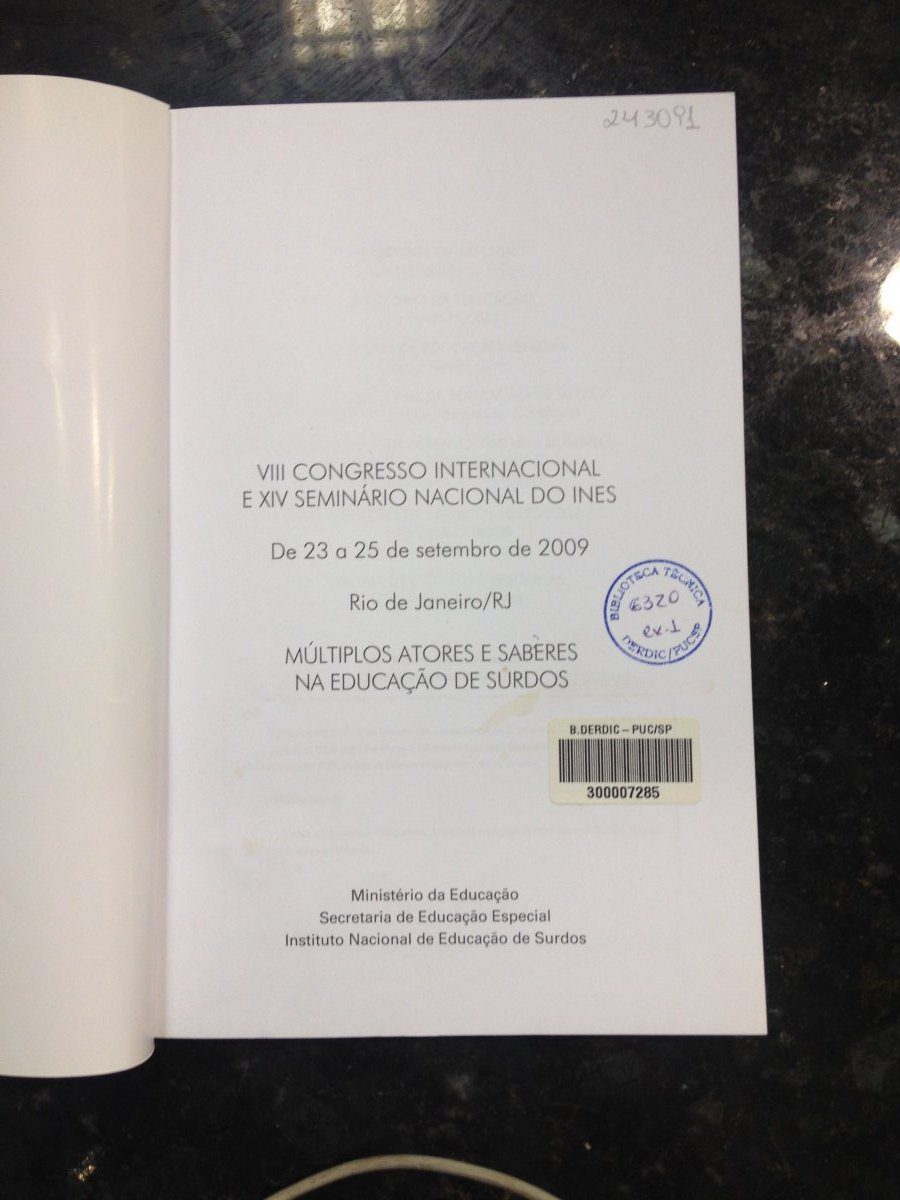 243091
VIII CONGRESSO INTERNACIONAL
E XIV SEMINÁRIO NACIONAL DO INES
De 23 a 25 de setembro de 2009
Rio de Janeiro/RJ
MÚLTIPLOS ATORES E SABERES
NA EDUCAÇÃO DE SURDOS
BIBLIOTECA TÉCNICA
6320
ex.1
DERDIC/PUCSP
B.DERDIC – PUC/SP
300007285
Ministério da Educação
Secretaria de Educação Especial
Instituto Nacional de Educação de Surdos